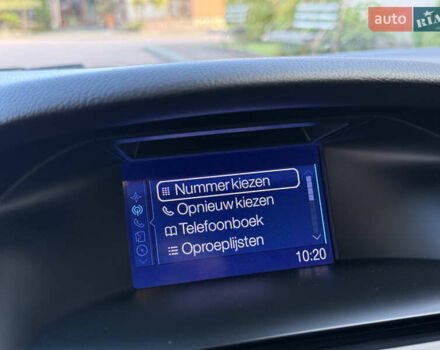 auto RIA
Nummer kiezen
Opnieuw kiezen
Telefoonboek
Oproeplijsten
10:20